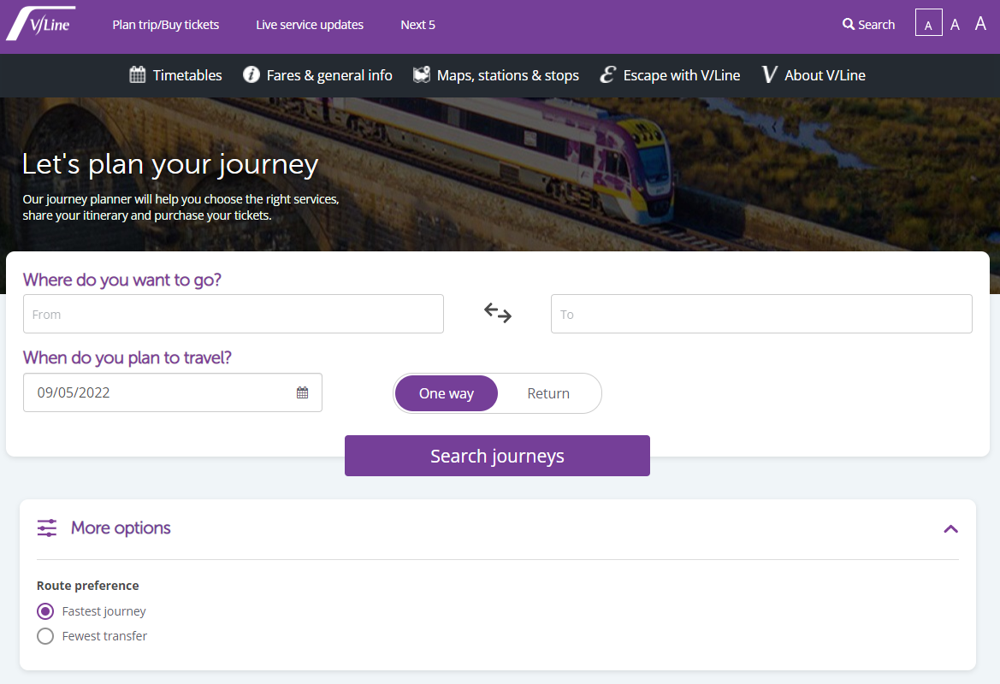 V/Line
Plan trip/Buy tickets
Live service updates
Next 5
Search
A
A
A
Timetables
i
Fares & general info
Maps, stations & stops
Escape with V/Line
V
About V/Line
Let's plan your journey
Our journey planner will help you choose the right services,
share your itinerary and purchase your tickets.
Where do you want to go?
From
To
When do you plan to travel?
09/05/2022
One way
Return
Search journeys
More options
Route preference
Fastest journey
Fewest transfer